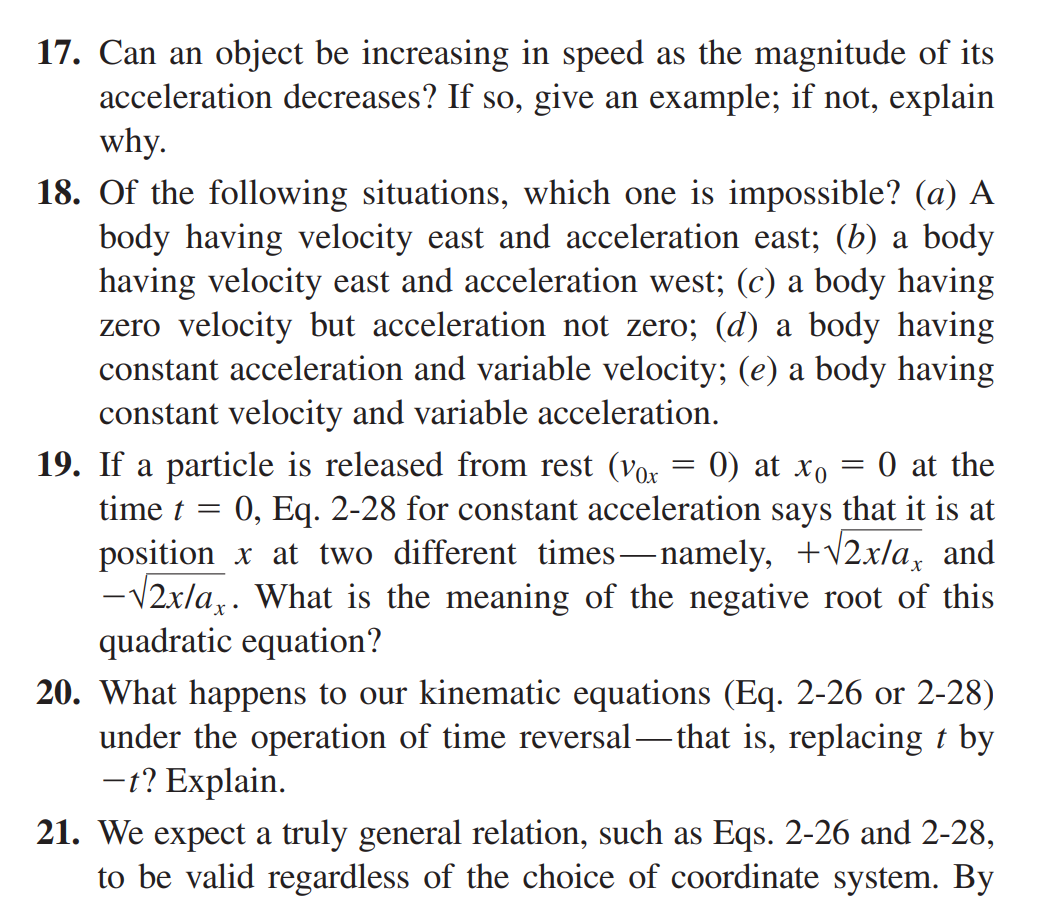 17. Can an object be increasing in speed as the magnitude of its
acceleration decreases? If so, give an example; if not, explain
why.
18. Of the following situations, which one is impossible? (a) A
body having velocity east and acceleration east; (b) a body
having velocity east and acceleration west; (c) a body having
zero velocity but acceleration not zero; (d) a body having
constant acceleration and variable velocity; (e) a body having
constant velocity and variable acceleration.
19. If a particle is released from rest (v₀ₓ = 0) at x₀ = 0 at the
time t = 0, Eq. 2-28 for constant acceleration says that it is at
position x at two different times—namely, +√2x/aₓ and
−√2x/aₓ. What is the meaning of the negative root of this
quadratic equation?
20. What happens to our kinematic equations (Eq. 2-26 or 2-28)
under the operation of time reversal—that is, replacing t by
−t? Explain.
21. We expect a truly general relation, such as Eqs. 2-26 and 2-28,
to be valid regardless of the choice of coordinate system. By